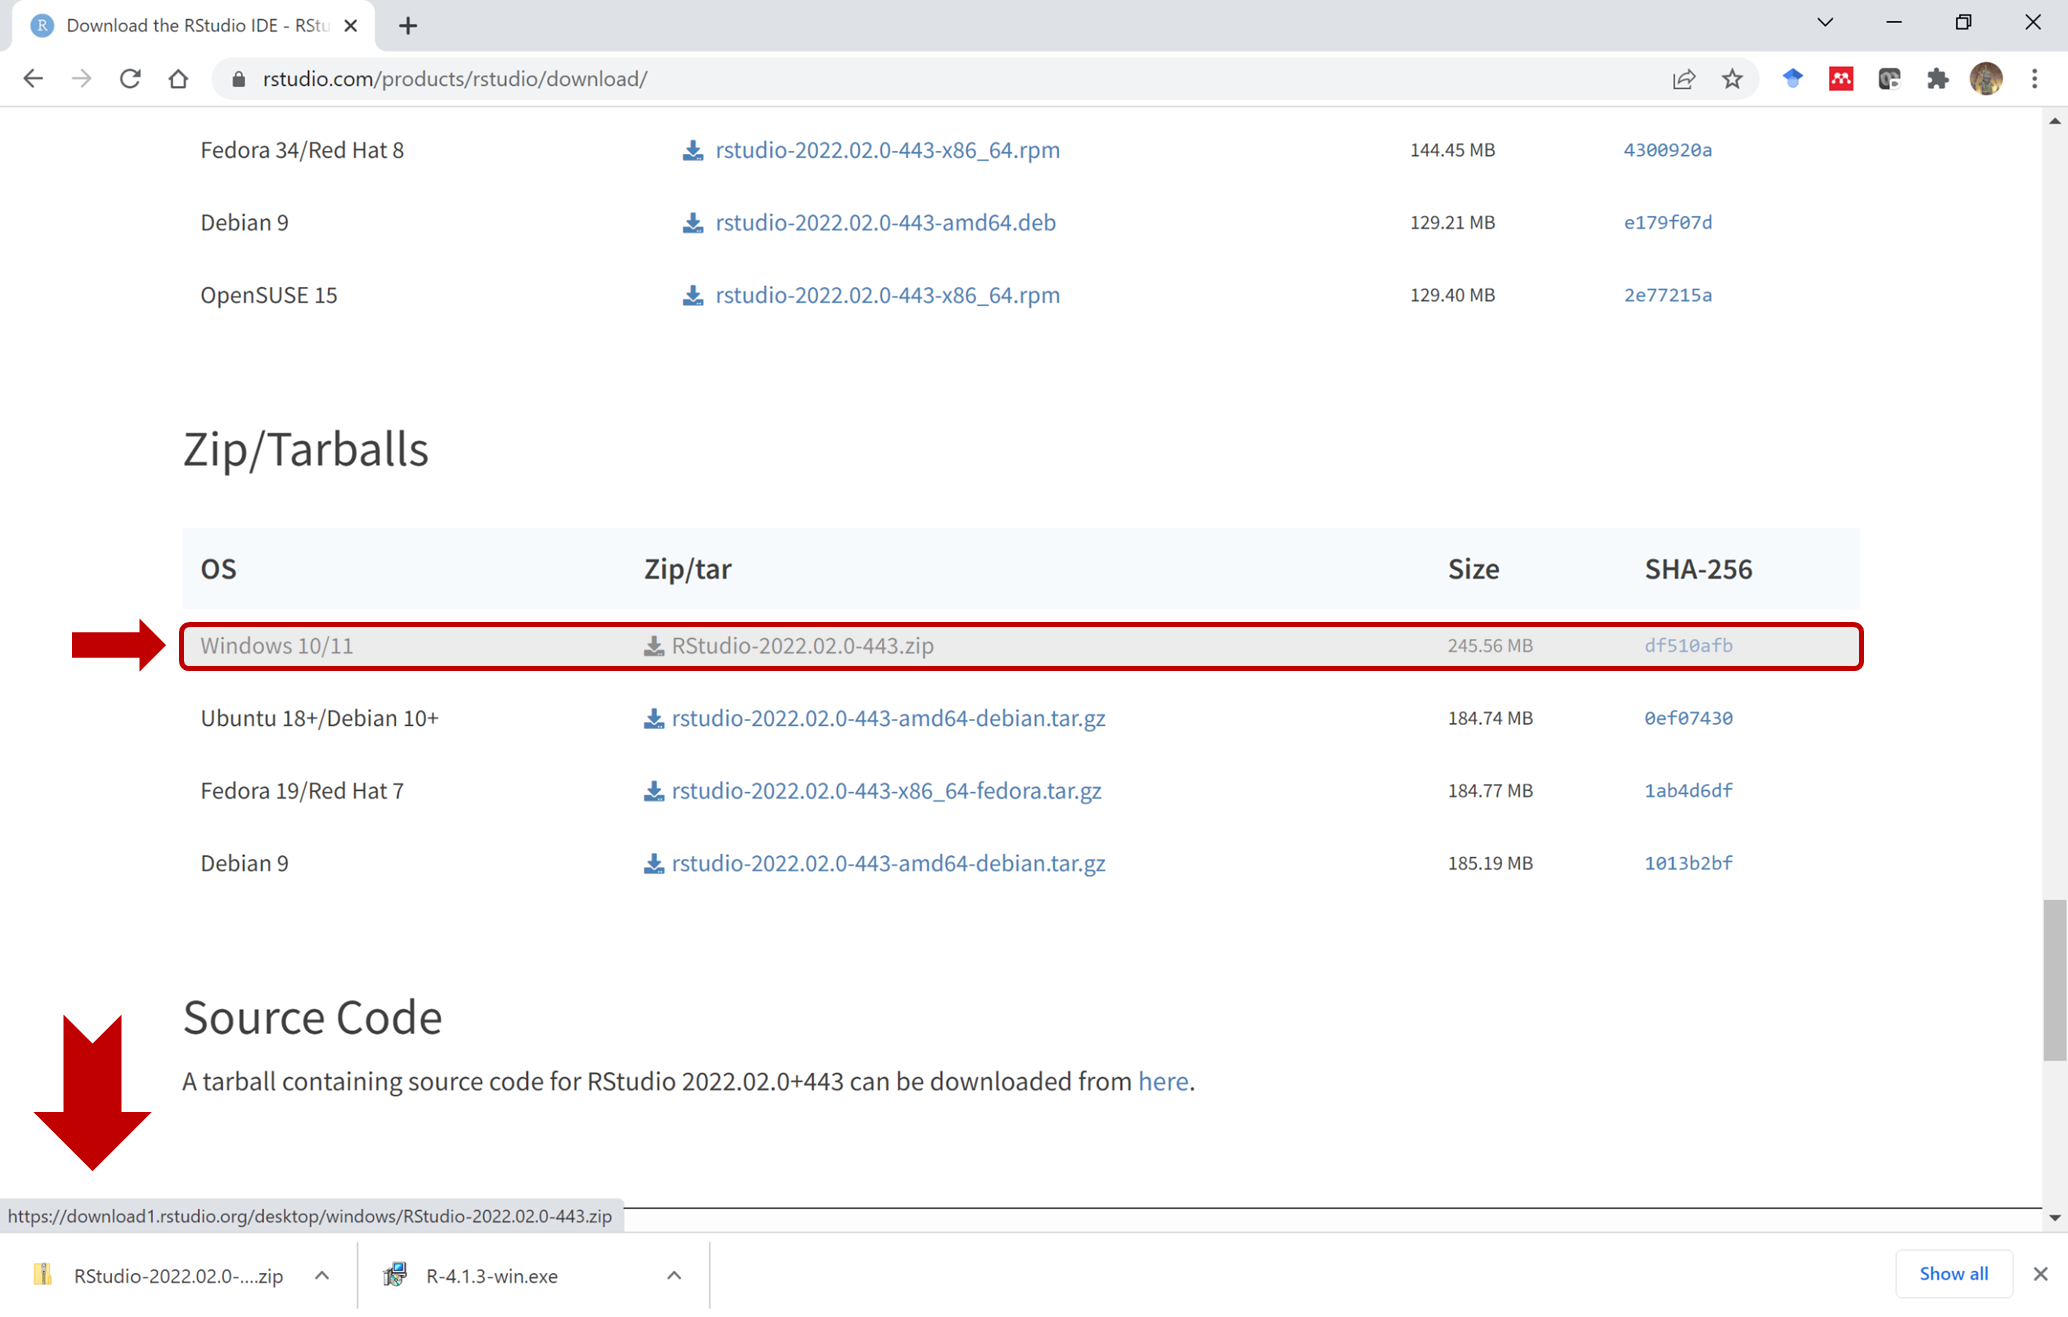 Download the RStudio IDE - RStu
rstudio.com/products/rstudio/download/
Fedora 34/Red Hat 8 rstudio-2022.02.0-443-x86_64.rpm 144.45 MB 4300920a
Debian 9 rstudio-2022.02.0-443-amd64.deb 129.21 MB e179f07d
OpenSUSE 15 rstudio-2022.02.0-443-x86_64.rpm 129.40 MB 2e77215a
Zip/Tarballs
OS Zip/tar Size SHA-256
Windows 10/11 RStudio-2022.02.0-443.zip 245.56 MB df510afb
Ubuntu 18+/Debian 10+ rstudio-2022.02.0-443-amd64-debian.tar.gz 184.74 MB 0ef07430
Fedora 19/Red Hat 7 rstudio-2022.02.0-443-x86_64-fedora.tar.gz 184.77 MB 1ab4d6df
Debian 9 rstudio-2022.02.0-443-amd64-debian.tar.gz 185.19 MB 1013b2bf
Source Code
A tarball containing source code for RStudio 2022.02.0+443 can be downloaded from here.
https://download1.rstudio.org/desktop/windows/RStudio-2022.02.0-443.zip
RStudio-2022.02.0-....zip R-4.1.3-win.exe Show all